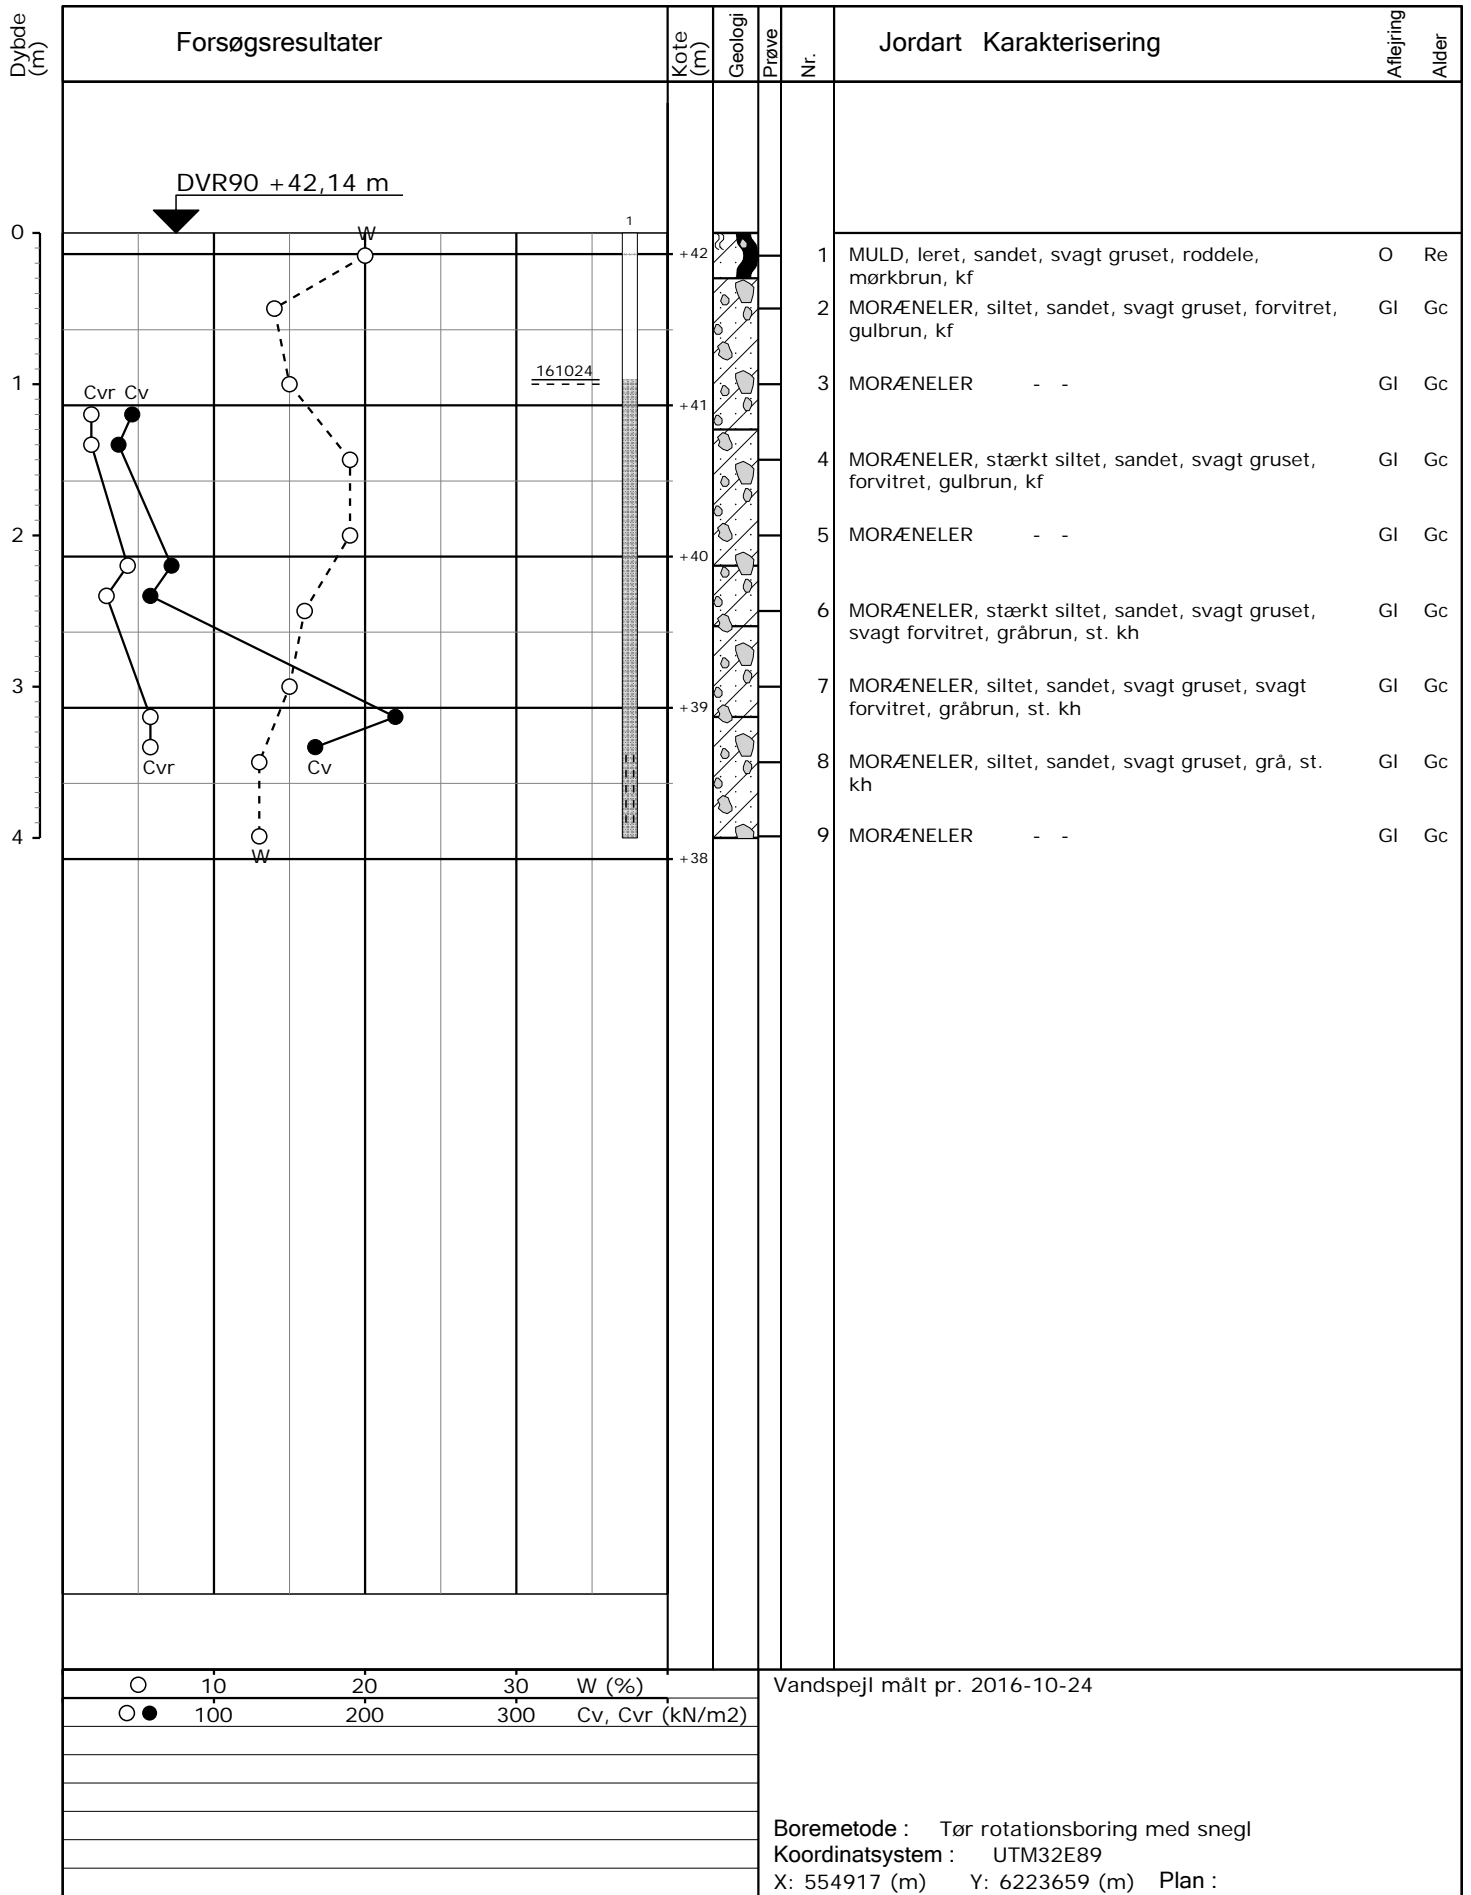 Dybde (m)
Forsøgsresultater
Kote (m)
Geologi
Prøve
Nr.
Jordart Karakterisering
Aflejring
Alder
DVR90 +42,14 m
0
W
1
+42
1 MULD, leret, sandet, svagt gruset, roddele, O Re
mørkbrun, kf
2 MORÆNELER, siltet, sandet, svagt gruset, forvitret, Gl Gc
gulbrun, kf
161024
1
Cvr Cv
3 MORÆNELER - - Gl Gc
+41
4 MORÆNELER, stærkt siltet, sandet, svagt gruset, Gl Gc
forvitret, gulbrun, kf
2
5 MORÆNELER - - Gl Gc
+40
6 MORÆNELER, stærkt siltet, sandet, svagt gruset, Gl Gc
svagt forvitret, gråbrun, st. kh
3
7 MORÆNELER, siltet, sandet, svagt gruset, svagt Gl Gc
forvitret, gråbrun, st. kh
+39
Cvr Cv
8 MORÆNELER, siltet, sandet, svagt gruset, grå, st. Gl Gc
kh
4
9 MORÆNELER - - Gl Gc
W
+38
10 20 30 W (%)
100 200 300 Cv, Cvr (kN/m2)
Vandspejl målt pr. 2016-10-24
Boremetode : Tør rotationsboring med snegl
Koordinatsystem : UTM32E89
X: 554917 (m) Y: 6223659 (m) Plan :